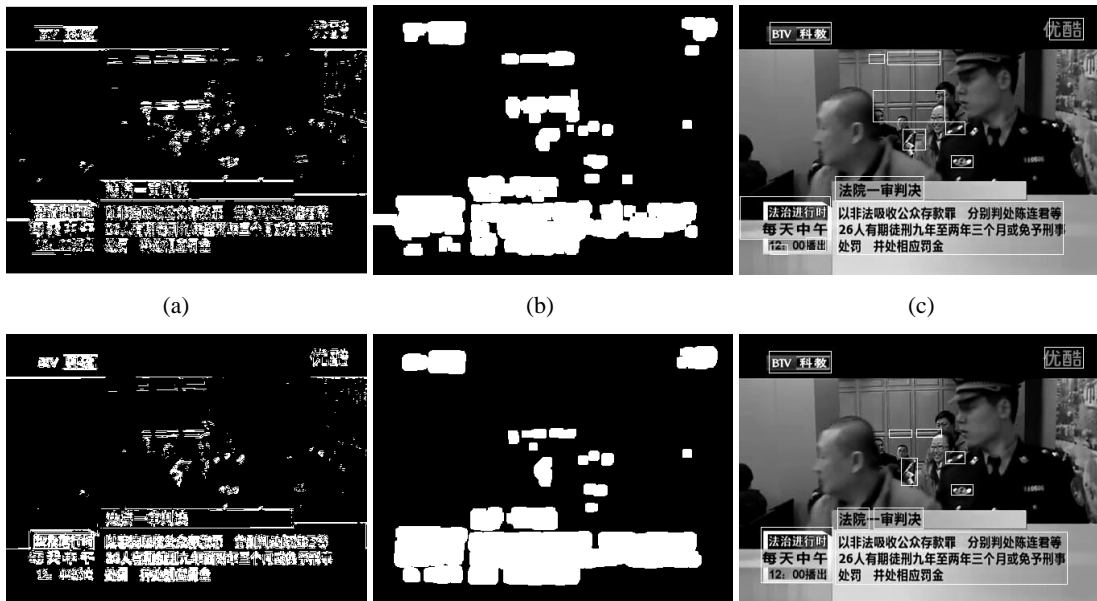 BTV 科教
优酷
法院一审判决
法治进行时
以非法吸收公众存款罪 分别判处陈连君等
每天中午
26人有期徒刑九年至两年三个月或免予刑事
12:00播出
处罚 并处相应罚金
(a)
(b)
(c)
BTV 科教
优酷
法院一审判决
法治进行时
以非法吸收公众存款罪 分别判处陈连君等
每天中午
26人有期徒刑九年至两年三个月或免予刑事
12:00播出
处罚 并处相应罚金